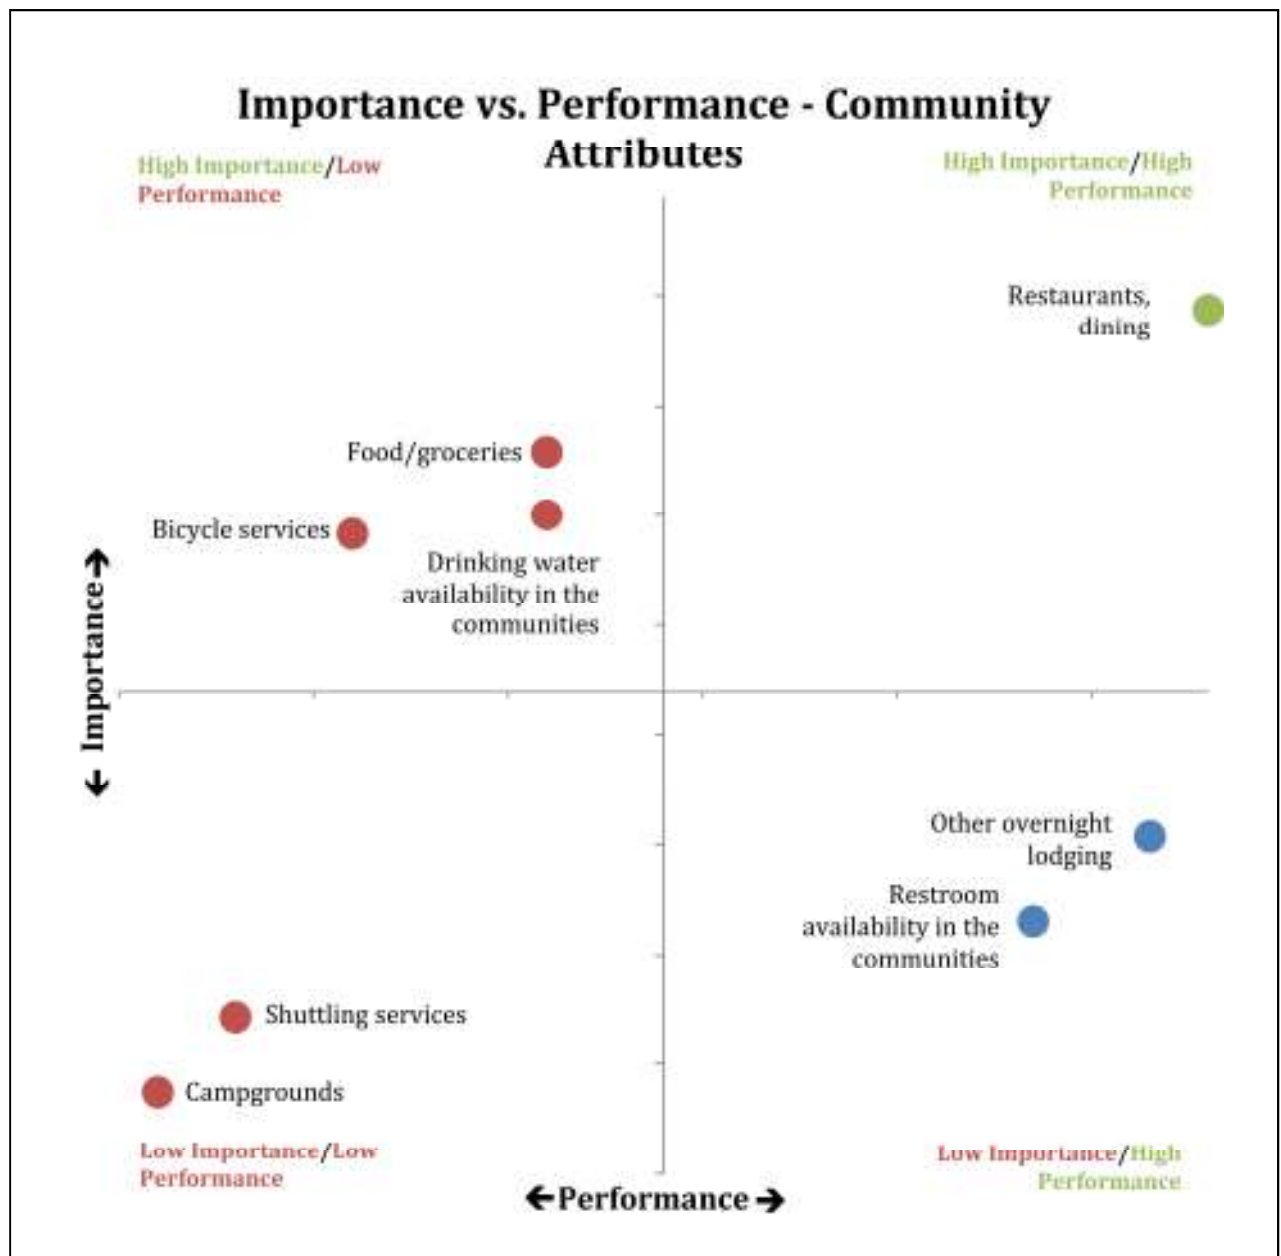 Importance vs. Performance - Community
Attributes
High Importance/Low
Performance
High Importance/High
Performance
Restaurants,
dining
Food/groceries
Bicycle services
Drinking water
availability in the
communities
← Importance→
Other overnight
lodging
Restroom
availability in the
communities
Shuttling services
Campgrounds
Low Importance/Low
Performance
Low Importance/High
Performance
←Performance →